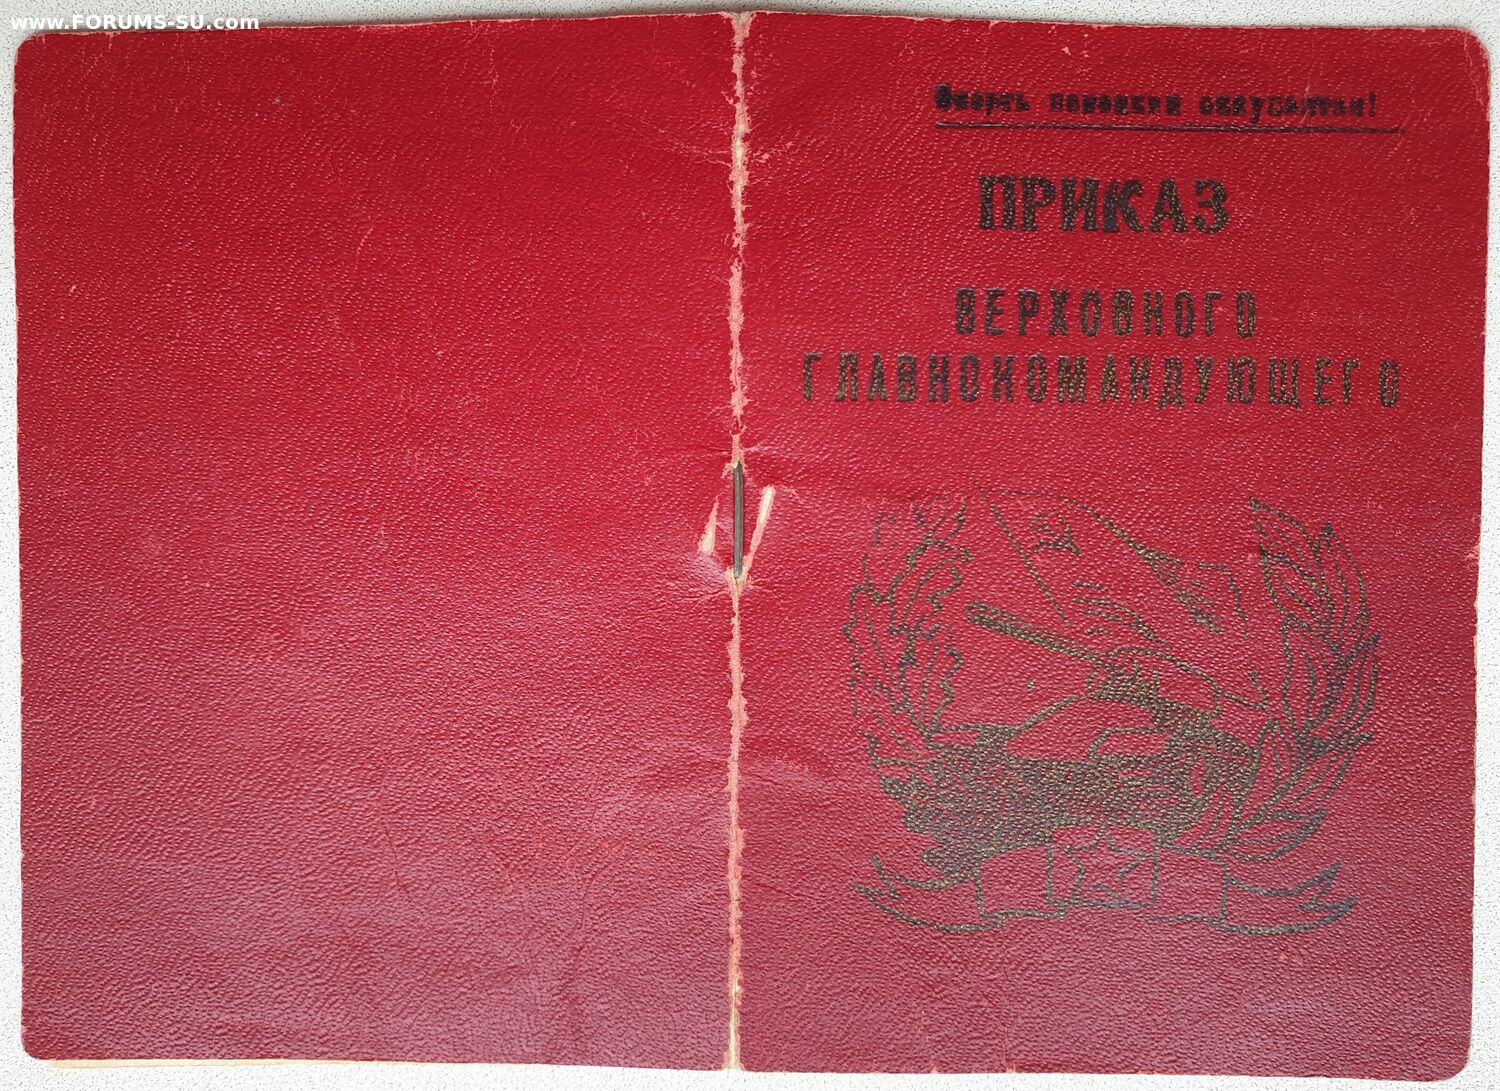 www.FORUMS-SU.com
Смерть немецким оккупантам!
ПРИКАЗ
ВЕРХОВНОГО
ГЛАВНОКОМАНДУЮЩЕГО